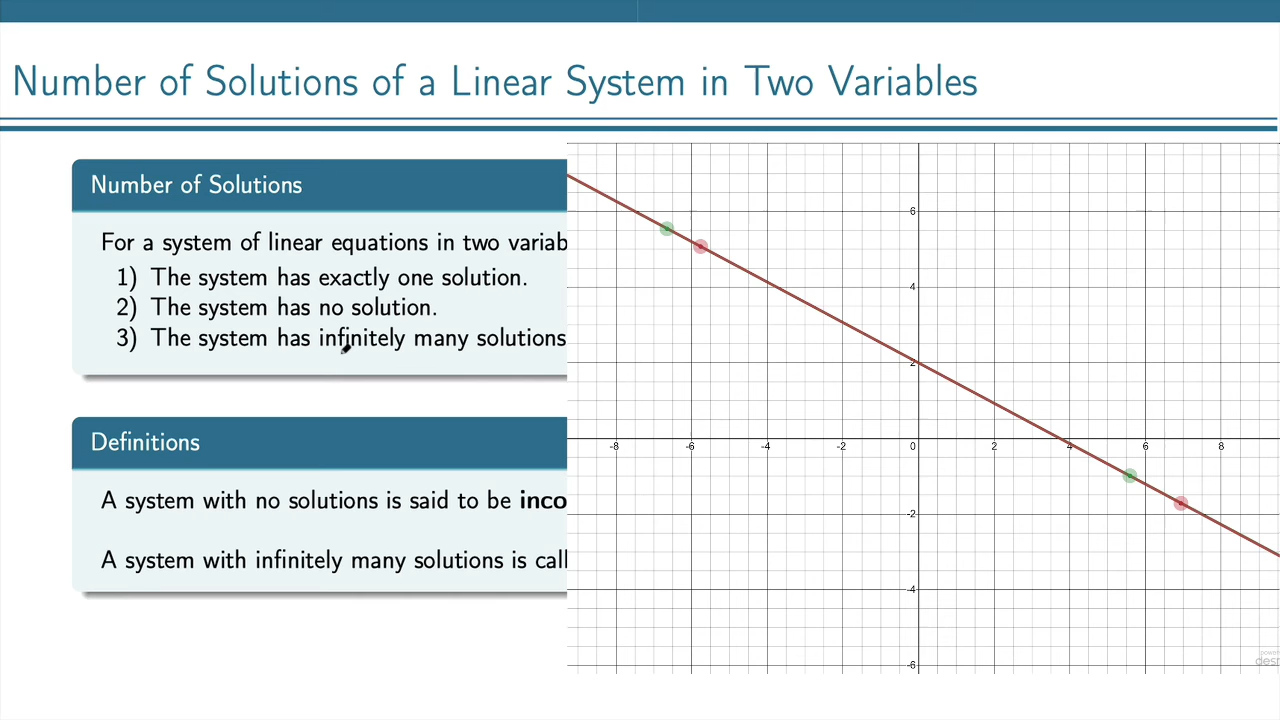 Number of Solutions of a Linear System in Two Variables
Number of Solutions
For a system of linear equations in two variab
1) The system has exactly one solution.
2) The system has no solution.
3) The system has infinitely many solutions
Definitions
A system with no solutions is said to be inco
A system with infinitely many solutions is call
6
4
2
-8 -6 -4 -2 0 2 4 6 8
-2
-4
-6